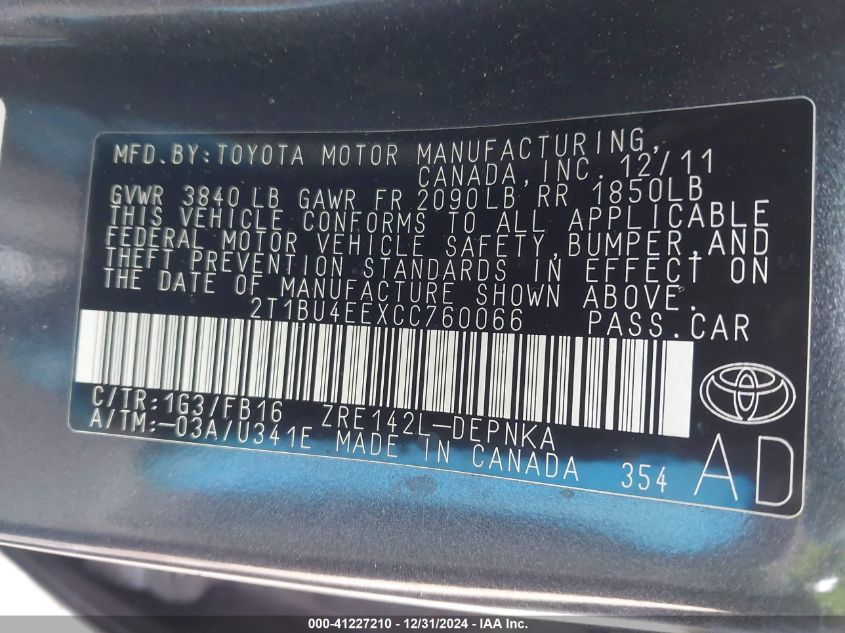 MFD.BY:TOYOTA MOTOR MANUFACTURING,
CANADA,INC. 12/11
GVWR 3840 LB GAWR FR 2090LB RR 1850LB
THIS VEHICLE CONFORMS TO ALL APPLICABLE
FEDERAL MOTOR VEHICLE SAFETY,BUMPER,AND
THEFT PREVENTION STANDARDS IN EFFECT ON
THE DATE OF MANUFACTURE SHOWN ABOVE.
2T1BU4EEXCC760066 PASS.CAR
C/TR:1G3/FB16 ZRE142L-DEPNKA
A/TM:-03A/U341E MADE IN CANADA 354
AD
000-41227210 - 12/31/2024 - IAA Inc.